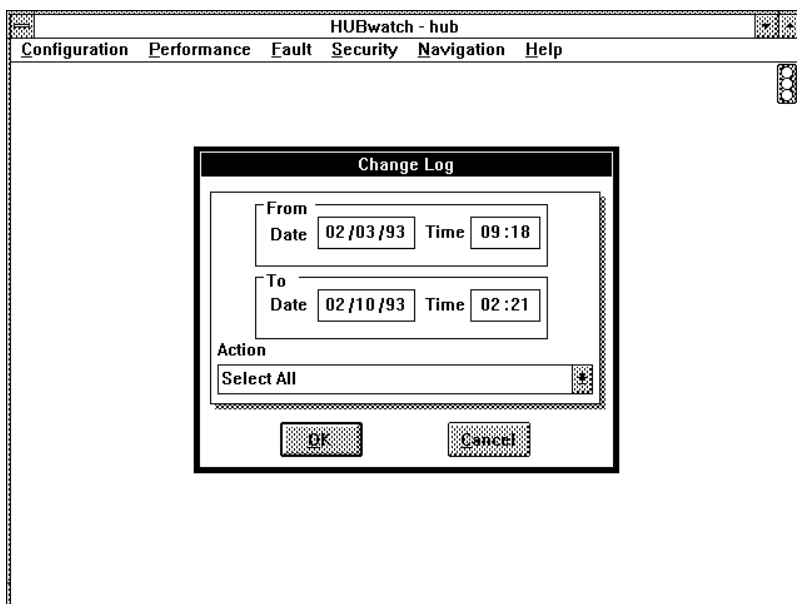 HUBwatch - hub
Configuration Performance Fault Security Navigation Help
Change Log
From
Date 02/03/93 Time 09:18
To
Date 02/10/93 Time 02:21
Action
Select All
OK Cancel